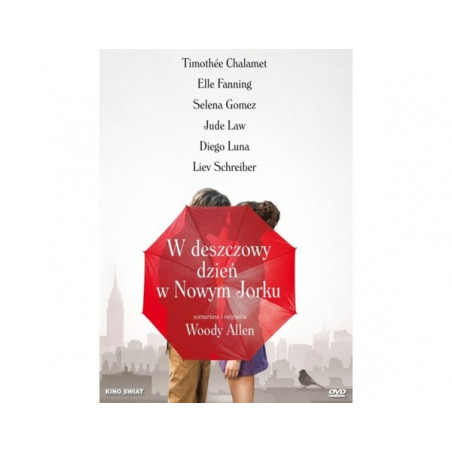 Timothée Chalamet
Elle Fanning
Selena Gomez
Jude Law
Diego Luna
Liev Schreiber
W deszczowy
dzień
w Nowym Jorku
scenariusz i reżyseria
Woody Allen
KINO ŚWIAT
DVD